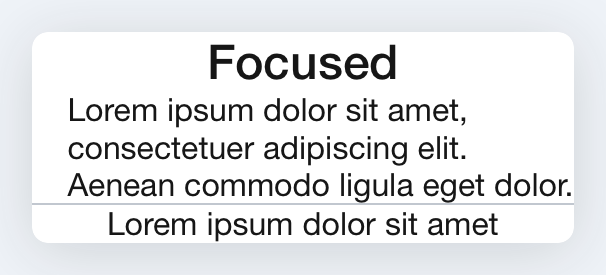 Focused
Lorem ipsum dolor sit amet,
consectetuer adipiscing elit.
Aenean commodo ligula eget dolor.
Lorem ipsum dolor sit amet